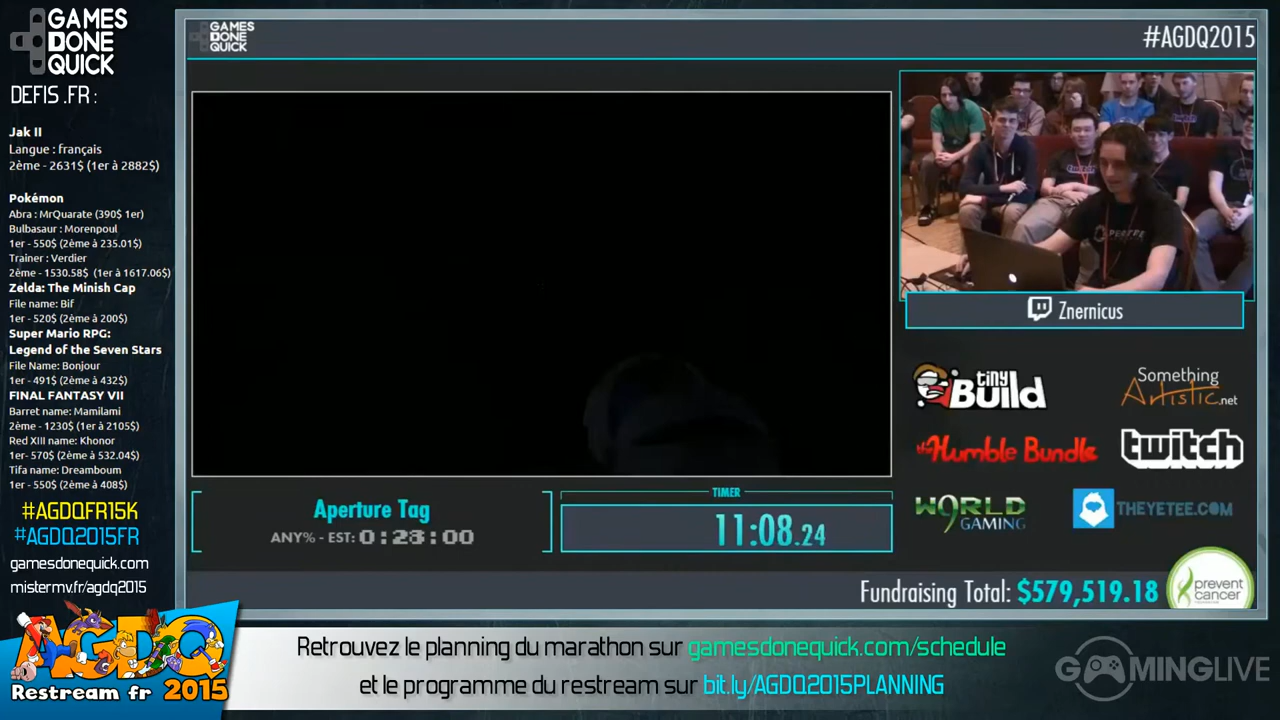 GAMES
DONE
QUICK
DEFIS .FR :
Jak II
Langue : français
2ème - 2631$ (1er à 2882$)
Pokémon
Abra : MrQuarate (390$ 1er)
Bulbasaur : Morenpoul
1er - 550$ (2ème à 235.01$)
Trainer : Verdier
2ème - 1530.58$ (1er à 1617.06$)
Zelda: The Minish Cap
File name: Bif
1er - 520$ (2ème à 200$)
Super Mario RPG:
Legend of the Seven Stars
File Name: Bonjour
1er - 491$ (2ème à 432$)
FINAL FANTASY VII
Barret name: Mamilami
2ème - 1230$ (1er à 2105$)
Red XIII name: Khonor
1er- 570$ (2ème à 532.04$)
Tifa name: Dreamboum
1er - 550$ (2ème à 408$)
#AGDQFR15K
#AGDQ2015FR
gamesdonequick.com
mistermv.fr/agdq2015
AGDQ
Restream fr 2015
GAMES
DONE
QUICK
#AGDQ2015
Znernicus
tiny
Build
Something
Artistic.net
the Humble Bundle
twitch
WORLD
GAMING
THEYETEE.COM
Aperture Tag
ANY% - EST: 0:23:00
TIMER
11:08.24
Fundraising Total: $579,519.18
prevent
cancer
Retrouvez le planning du marathon sur gamesdonequick.com/schedule
et le programme du restream sur bit.ly/AGDQ2015PLANNING
GAMINGLIVE